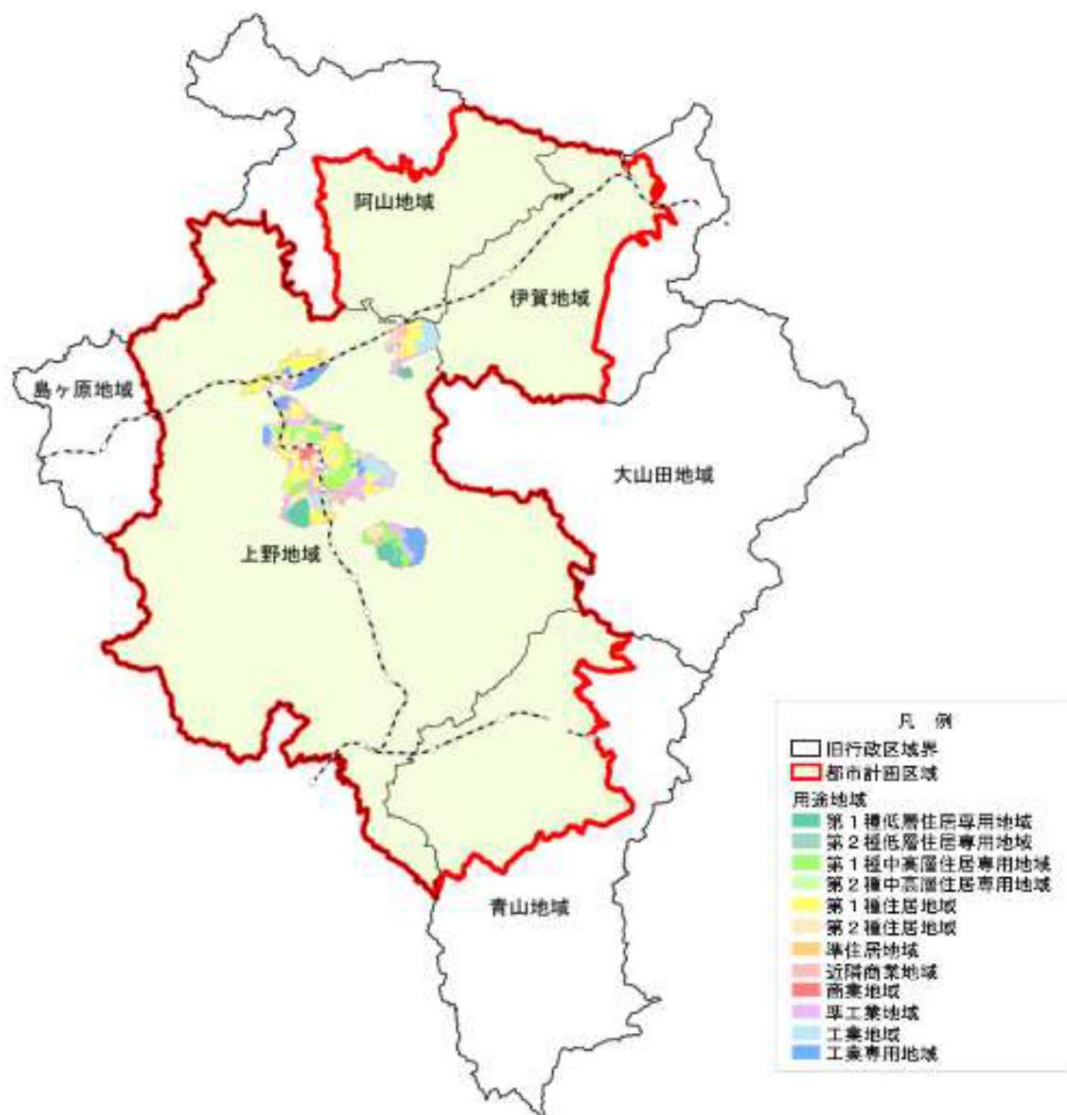 阿山地域
伊賀地域
島ヶ原地域
大山田地域
上野地域
青山地域
凡 例
旧行政区域界
都市計画区域
用途地域
第1種低層住居専用地域
第2種低層住居専用地域
第1種中高層住居専用地域
第2種中高層住居専用地域
第1種住居地域
第2種住居地域
準住居地域
近隣商業地域
商業地域
準工業地域
工業地域
工業専用地域